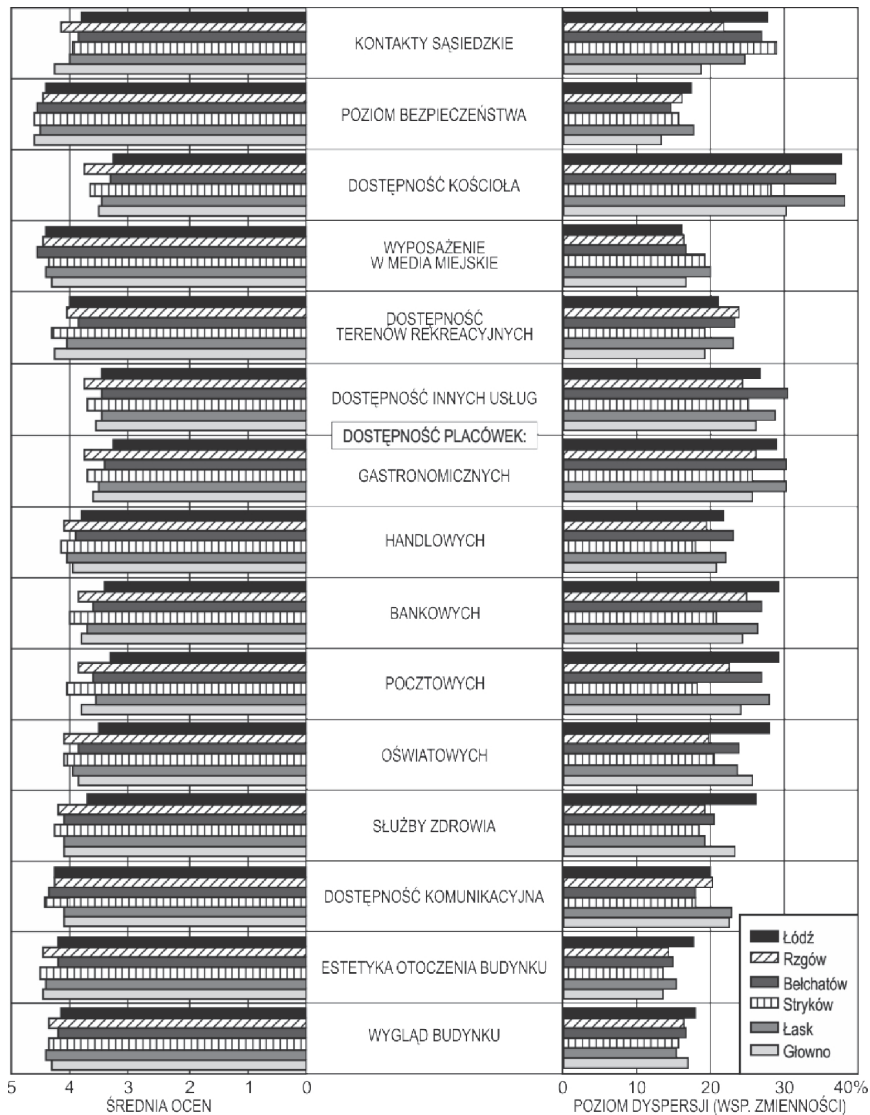 KONTAKTY SĄSIEDZKIE
POZIOM BEZPIECZEŃSTWA
DOSTĘPNOŚĆ KOŚCIOŁA
WYPOSAŻENIE
W MEDIA MIEJSKIE
DOSTĘPNOŚĆ
TERENÓW REKREACYJNYCH
DOSTĘPNOŚĆ INNYCH USŁUG
DOSTĘPNOŚĆ PLACÓWEK:
GASTRONOMICZNYCH
HANDLOWYCH
BANKOWYCH
POCZTOWYCH
OŚWIATOWYCH
SŁUŻBY ZDROWIA
DOSTĘPNOŚĆ KOMUNIKACYJNA
ESTETYKA OTOCZENIA BUDYNKU
WYGLĄD BUDYNKU
Łódź
Rzgów
Bełchatów
Stryków
Łask
Głowno
5 4 3 2 1 0
ŚREDNIA OCEN
0 10 20 30 40%
POZIOM DYSPERSJI (WSP. ZMIENNOŚCI)